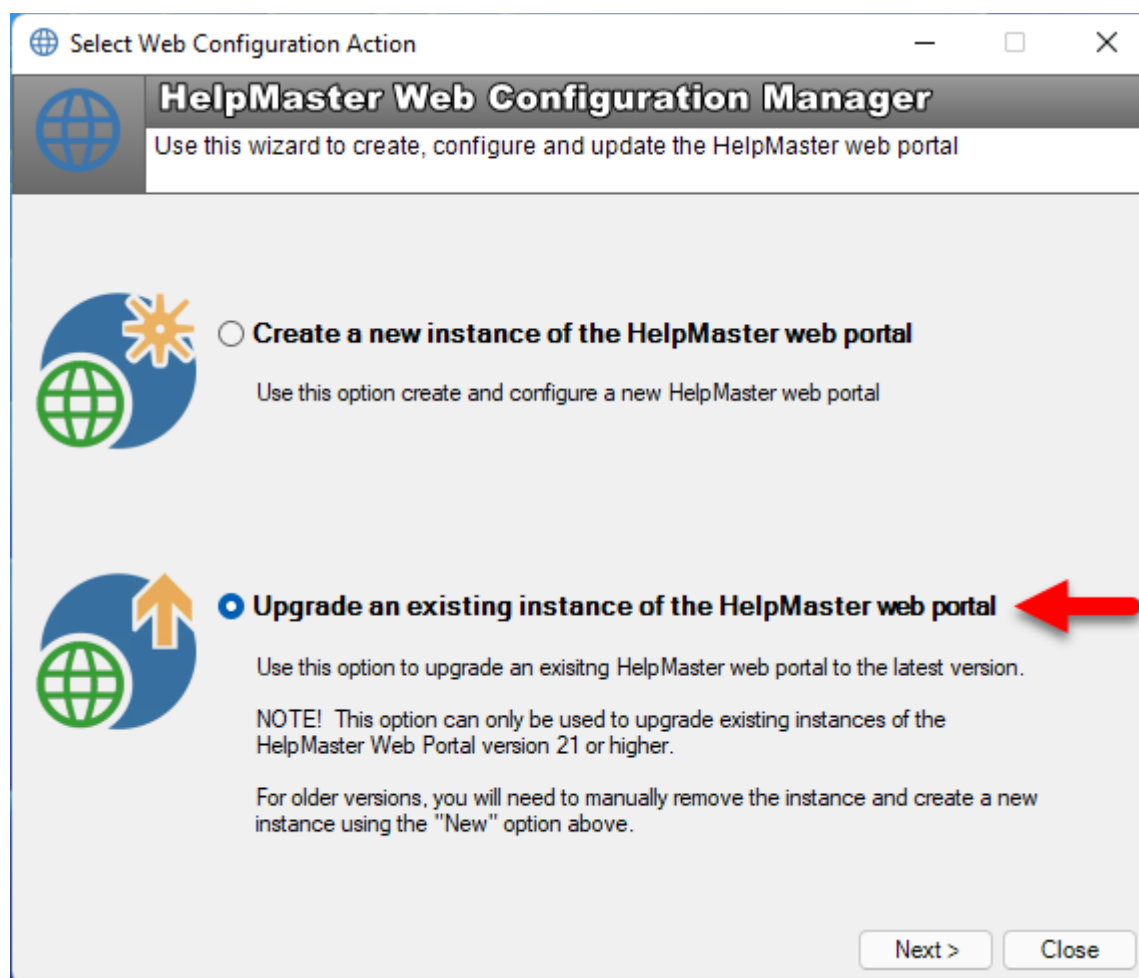 Select Web Configuration Action
HelpMaster Web Configuration Manager
Use this wizard to create, configure and update the HelpMaster web portal
Create a new instance of the HelpMaster web portal
Use this option create and configure a new HelpMaster web portal
Upgrade an existing instance of the HelpMaster web portal
Use this option to upgrade an exisitng HelpMaster web portal to the latest version.
NOTE! This option can only be used to upgrade existing instances of the
HelpMaster Web Portal version 21 or higher.
For older versions, you will need to manually remove the instance and create a new
instance using the "New" option above.
Next > Close